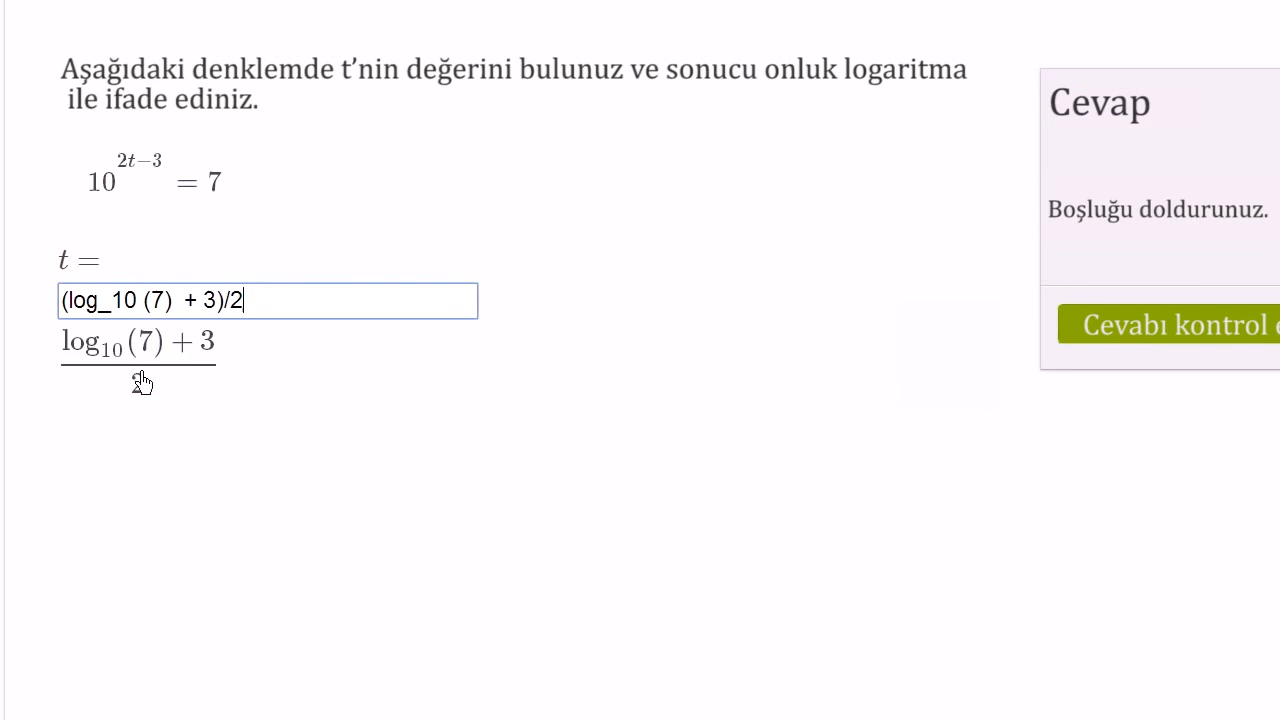 Aşağıdaki denklemde t’nin değerini bulunuz ve sonucu onluk logaritma
ile ifade ediniz.
10^{2t−3} = 7
t =
(log_10 (7)  + 3)/2
log₁₀(7) + 3
2
Cevap
Boşluğu doldurunuz.
Cevabı kontrol e